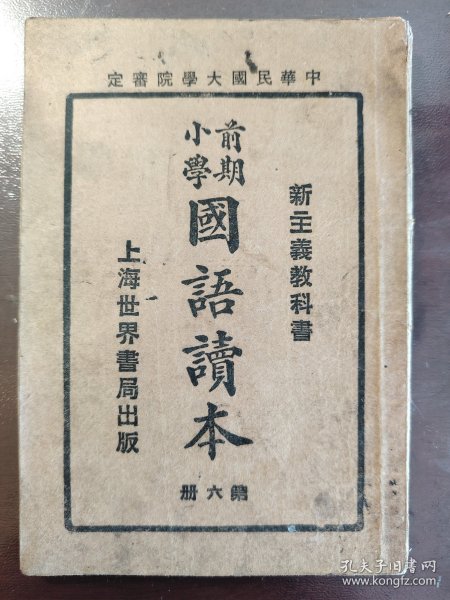 中華民國大學院審定
新主義教科書
前期
小學
國語讀本
第六册
上海世界書局出版
孔夫子旧书网
www.kongfz.com